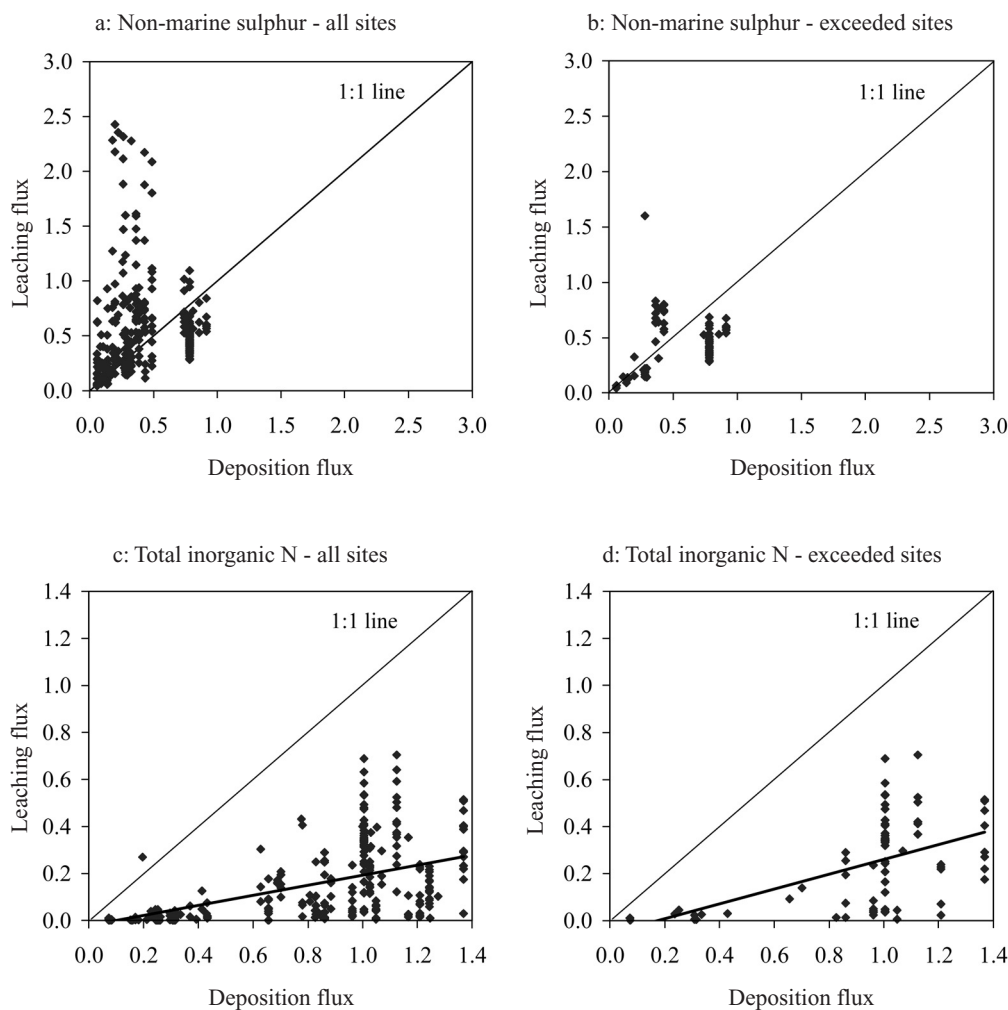 a: Non-marine sulphur - all sites
3.0
2.5
2.0
1.5
1.0
0.5
0.0
Leaching flux
1:1 line
0.0 0.5 1.0 1.5 2.0 2.5 3.0
Deposition flux
b: Non-marine sulphur - exceeded sites
3.0
2.5
2.0
1.5
1.0
0.5
0.0
Leaching flux
1:1 line
0.0 0.5 1.0 1.5 2.0 2.5 3.0
Deposition flux
c: Total inorganic N - all sites
1.4
1.2
1.0
0.8
0.6
0.4
0.2
0.0
Leaching flux
1:1 line
0.0 0.2 0.4 0.6 0.8 1.0 1.2 1.4
Deposition flux
d: Total inorganic N - exceeded sites
1.4
1.2
1.0
0.8
0.6
0.4
0.2
0.0
Leaching flux
1:1 line
0.0 0.2 0.4 0.6 0.8 1.0 1.2 1.4
Deposition flux